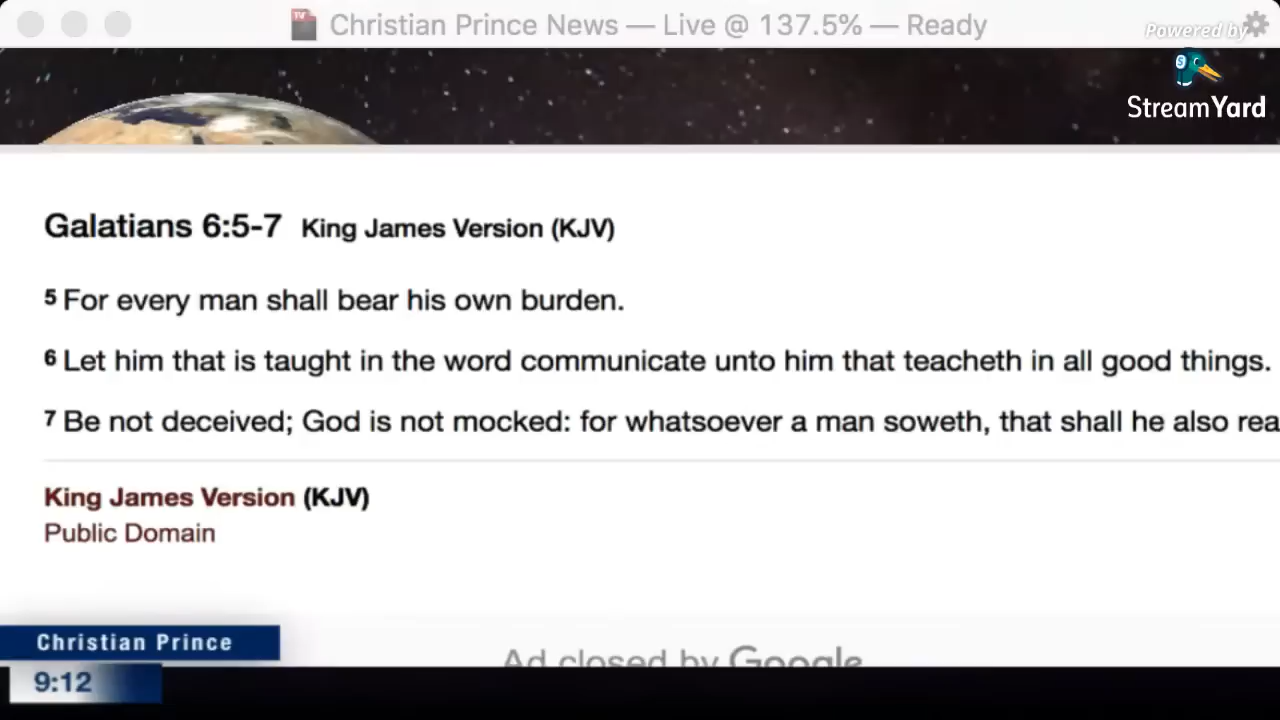 Christian Prince News — Live @ 137.5% — Ready
Powered by
StreamYard
Galatians 6:5-7 King James Version (KJV)
5 For every man shall bear his own burden.
6 Let him that is taught in the word communicate unto him that teacheth in all good things.
7 Be not deceived; God is not mocked: for whatsoever a man soweth, that shall he also rea
King James Version (KJV)
Public Domain
Ad closed by Google
Christian Prince
9:12